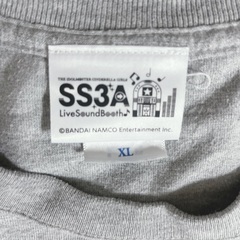 THE IDOLM@STER CINDERELLA GIRLS
SS3A
LiveSoundBooth♪
©BANDAI NAMCO Entertainment Inc.
XL